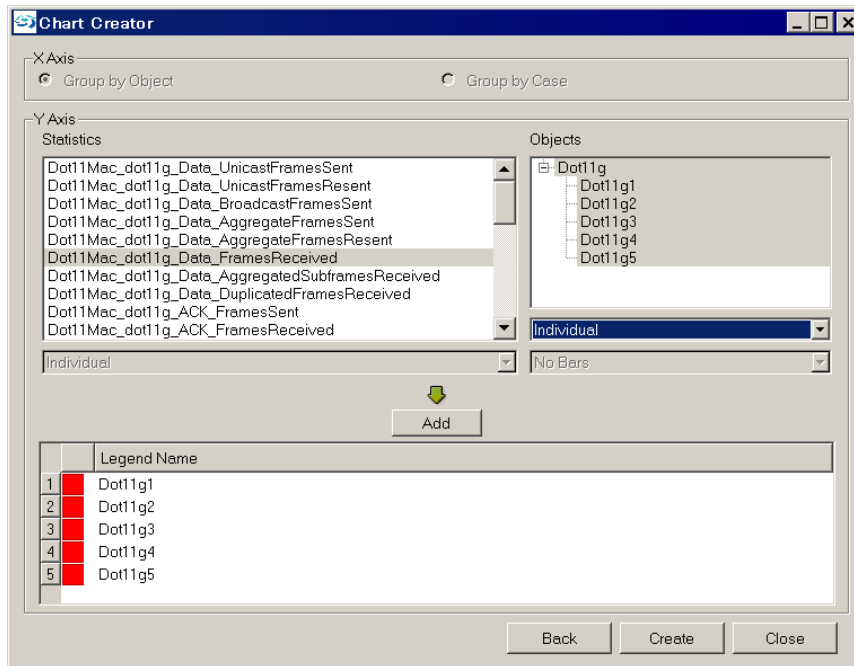 Chart Creator
X Axis
Group by Object
Group by Case
Y Axis
Statistics
Dot11Mac_dot11g_Data_UnicastFramesSent
Dot11Mac_dot11g_Data_UnicastFramesResent
Dot11Mac_dot11g_Data_BroadcastFramesSent
Dot11Mac_dot11g_Data_AggregateFramesSent
Dot11Mac_dot11g_Data_AggregateFramesResent
Dot11Mac_dot11g_Data_FramesReceived
Dot11Mac_dot11g_Data_AggregatedSubframesReceived
Dot11Mac_dot11g_Data_DuplicatedFramesReceived
Dot11Mac_dot11g_ACK_FramesSent
Dot11Mac_dot11g_ACK_FramesReceived
Individual
Objects
Dot11g
Dot11g1
Dot11g2
Dot11g3
Dot11g4
Dot11g5
Individual
No Bars
Add
Legend Name
1 Dot11g1
2 Dot11g2
3 Dot11g3
4 Dot11g4
5 Dot11g5
Back
Create
Close